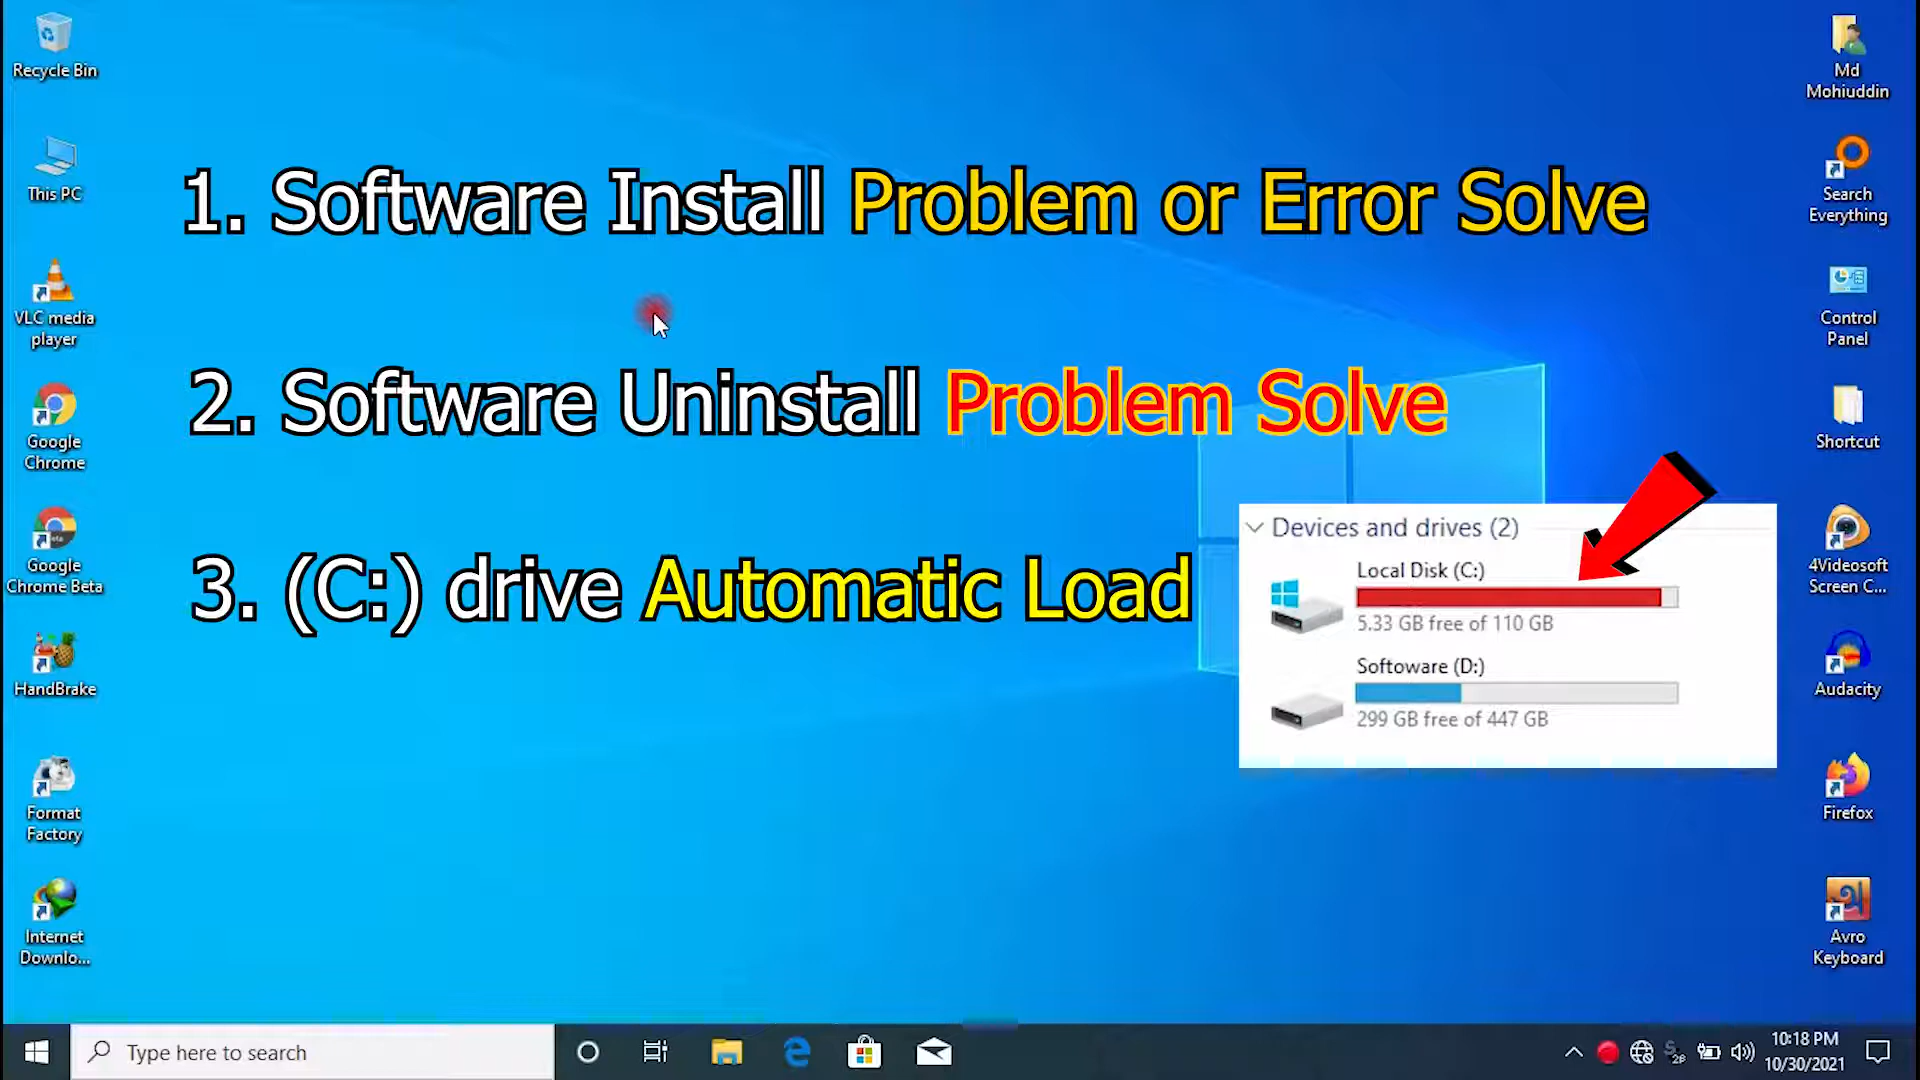 Recycle Bin
This PC
VLC media
player
Google
Chrome
Google
Chrome Beta
HandBrake
Format
Factory
Internet
Downlo...
1. Software Install Problem or Error Solve
2. Software Uninstall Problem Solve
3. (C:) drive Automatic Load
Devices and drives (2)
Local Disk (C:)
5.33 GB free of 110 GB
Softoware (D:)
299 GB free of 447 GB
Md
Mohiuddin
Search
Everything
Control
Panel
Shortcut
4Videosoft
Screen C...
Audacity
Firefox
Avro
Keyboard
Type here to search
10:18 PM
10/30/2021